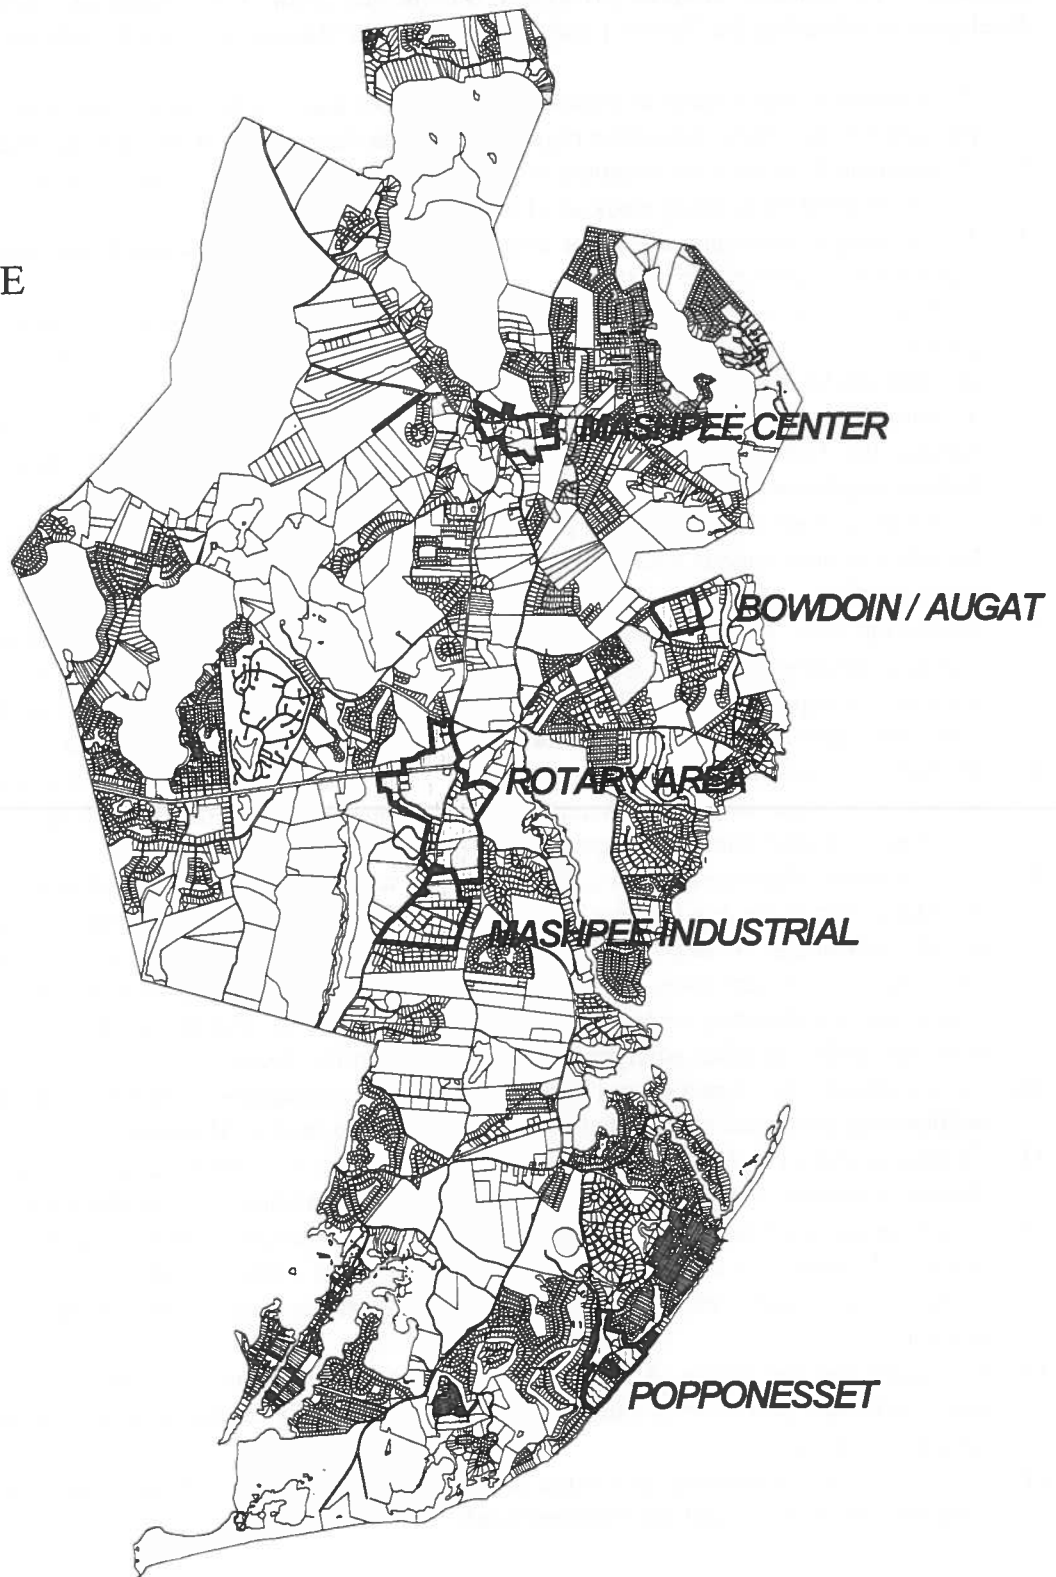 E
MASHPEE CENTER
BOWDOIN / AUGAT
ROTARY AREA
MASHPEE INDUSTRIAL
POPPONESSET